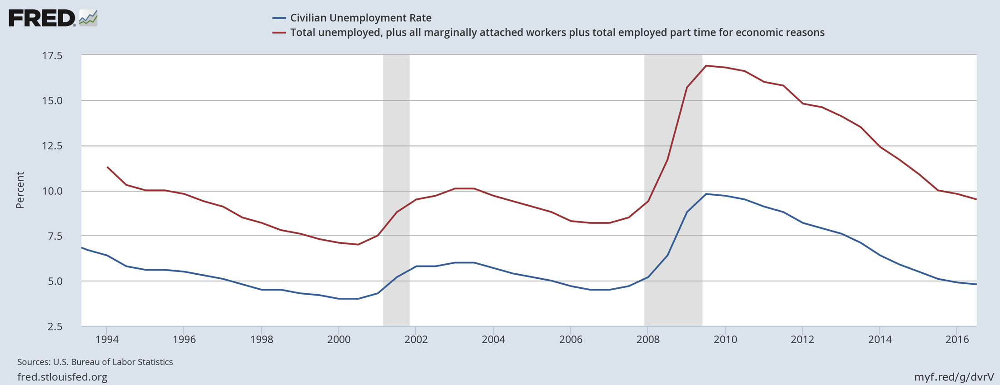 FRED®
Civilian Unemployment Rate
Total unemployed, plus all marginally attached workers plus total employed part time for economic reasons
17.5
15.0
12.5
10.0
7.5
5.0
2.5
Percent
1994 1996 1998 2000 2002 2004 2006 2008 2010 2012 2014 2016
Sources: U.S. Bureau of Labor Statistics
fred.stlouisfed.org
myf.red/g/dvrV